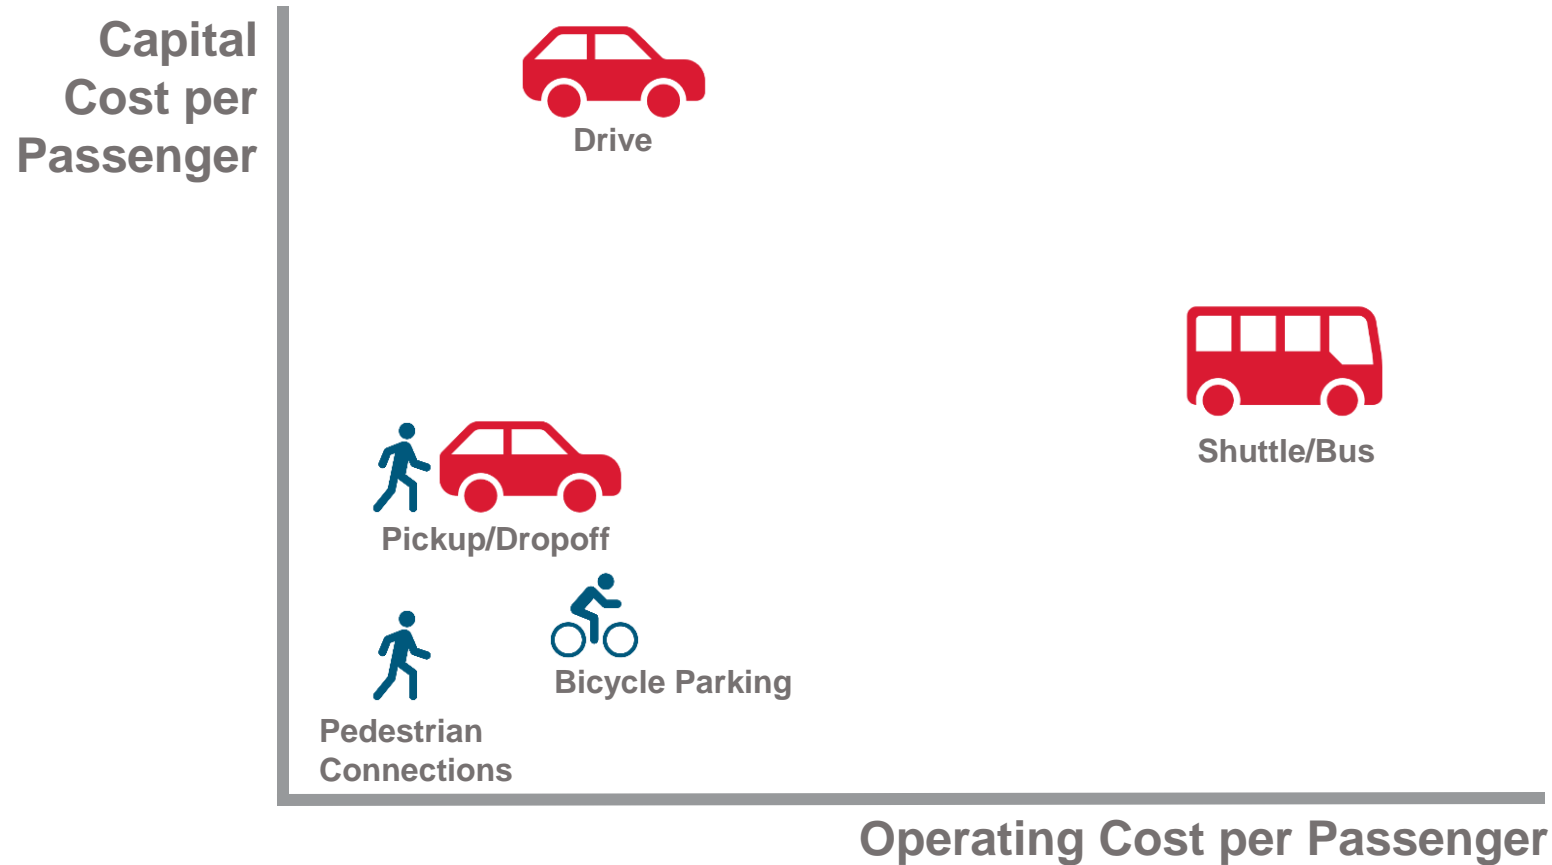 Capital
Cost per
Passenger
Drive
Shuttle/Bus
Pickup/Dropoff
Bicycle Parking
Pedestrian
Connections
Operating Cost per Passenger